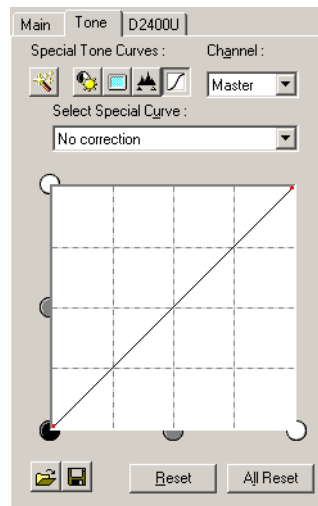 Main Tone D2400U
Special Tone Curves : Channel :
Master
Select Special Curve :
No correction
Reset All Reset